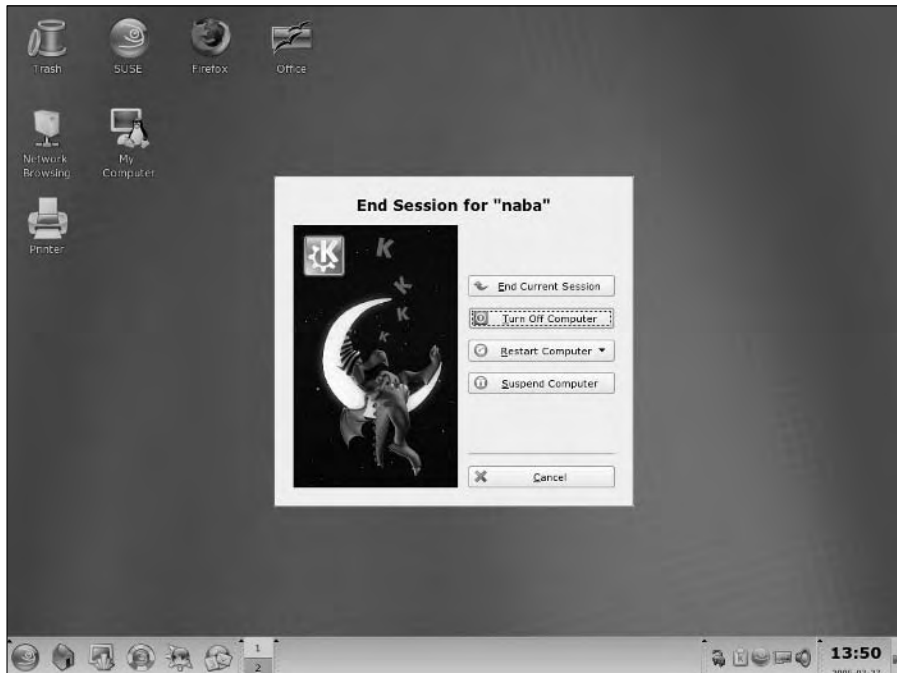 Trash
SUSE
Firefox
Office
Network
Browsing
My
Computer
Printer
End Session for "naba"
K
K
K
K
K
End Current Session
Turn Off Computer
Restart Computer
Suspend Computer
Cancel
1
2
13:50